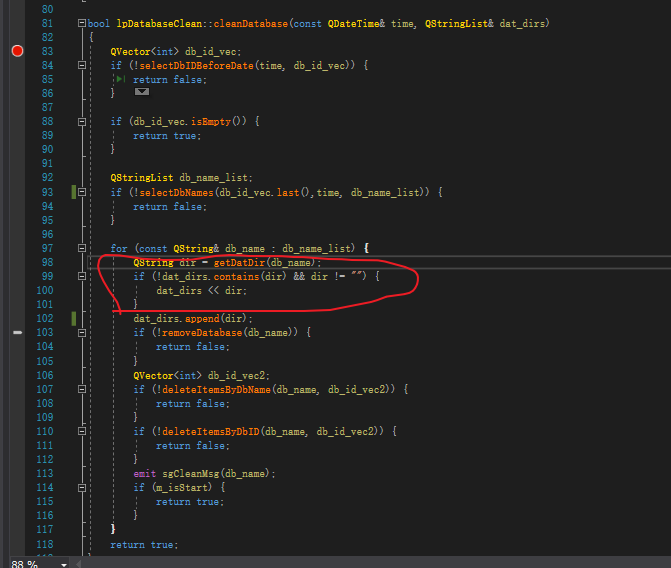 80
81 bool lpDatabaseClean::cleanDatabase(const QDateTime& time, QStringList& dat_dirs)
82 {
83 QVector<int> db_id_vec;
84 if (!selectDbIDBeforeDate(time, db_id_vec)) {
85 return false;
86 }
87
88 if (db_id_vec.isEmpty()) {
89 return true;
90 }
91
92 QStringList db_name_list;
93 if (!selectDbNames(db_id_vec.last(),time, db_name_list)) {
94 return false;
95 }
96
97 for (const QString& db_name : db_name_list) {
98 QString dir = getDatDir(db_name);
99 if (!dat_dirs.contains(dir) && dir != "") {
100 dat_dirs << dir;
101 }
102 dat_dirs.append(dir);
103 if (!removeDatabase(db_name)) {
104 return false;
105 }
106 QVector<int> db_id_vec2;
107 if (!deleteItemsByDbName(db_name, db_id_vec2)) {
108 return false;
109 }
110 if (!deleteItemsByDbID(db_name, db_id_vec2)) {
111 return false;
112 }
113 emit sgCleanMsg(db_name);
114 if (m_isStart) {
115 return true;
116 }
117 }
118 return true;
88 %